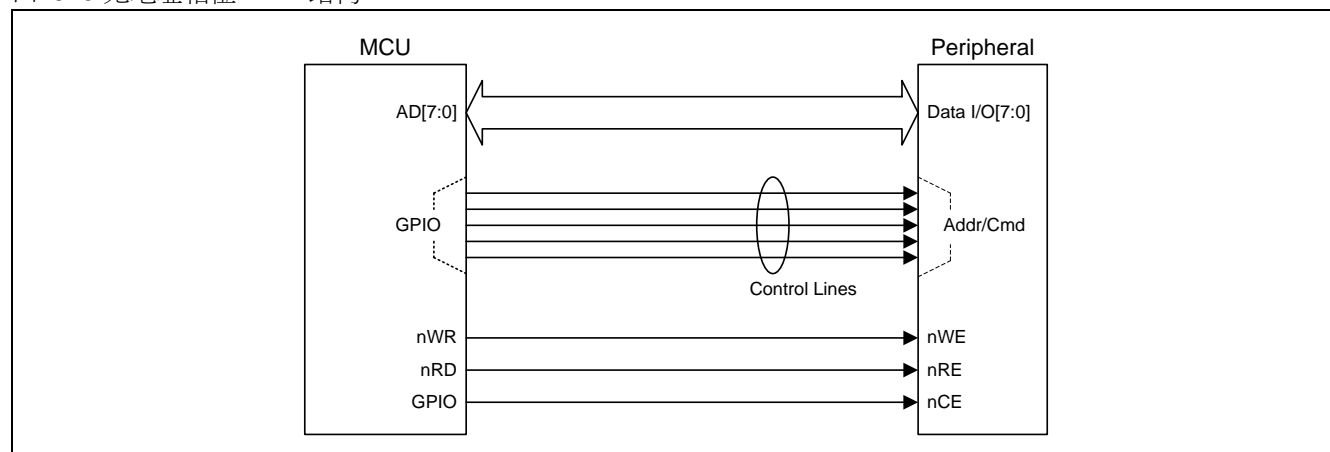 MCU
Peripheral
AD[7:0]
Data I/O[7:0]
GPIO
Addr/Cmd
Control Lines
nWR
nWE
nRD
nRE
GPIO
nCE